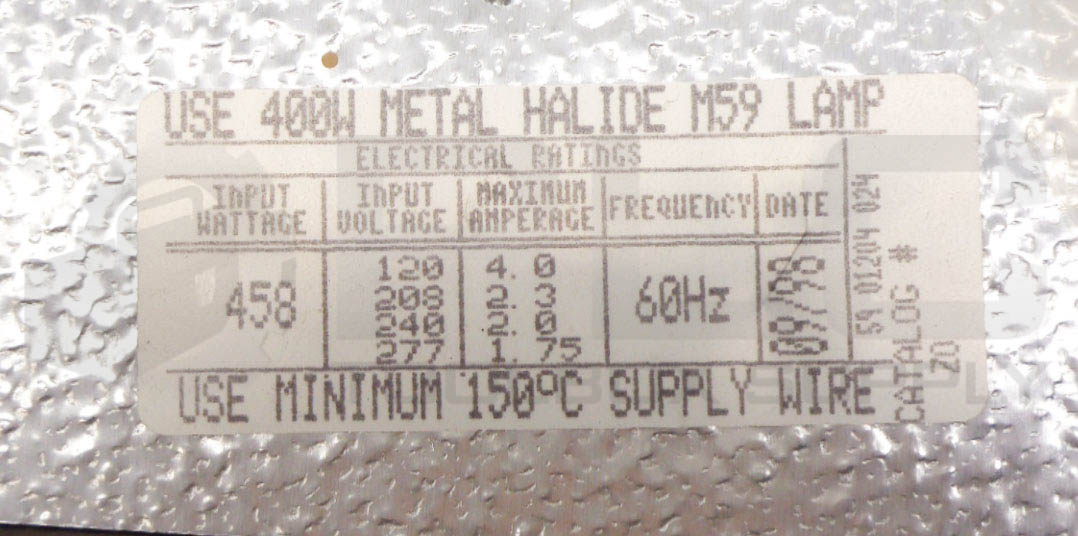 USE 400W METAL HALIDE M59 LAMP
ELECTRICAL RATINGS
INPUT WATTAGE INPUT VOLTAGE MAXIMUM AMPERAGE FREQUENCY DATE
458 60Hz 09/98
120 4.0
208 2.3
240 2.0
277 1.75
USE MINIMUM 150ºC SUPPLY WIRE
59 01204 024
CATALOG #
ZO